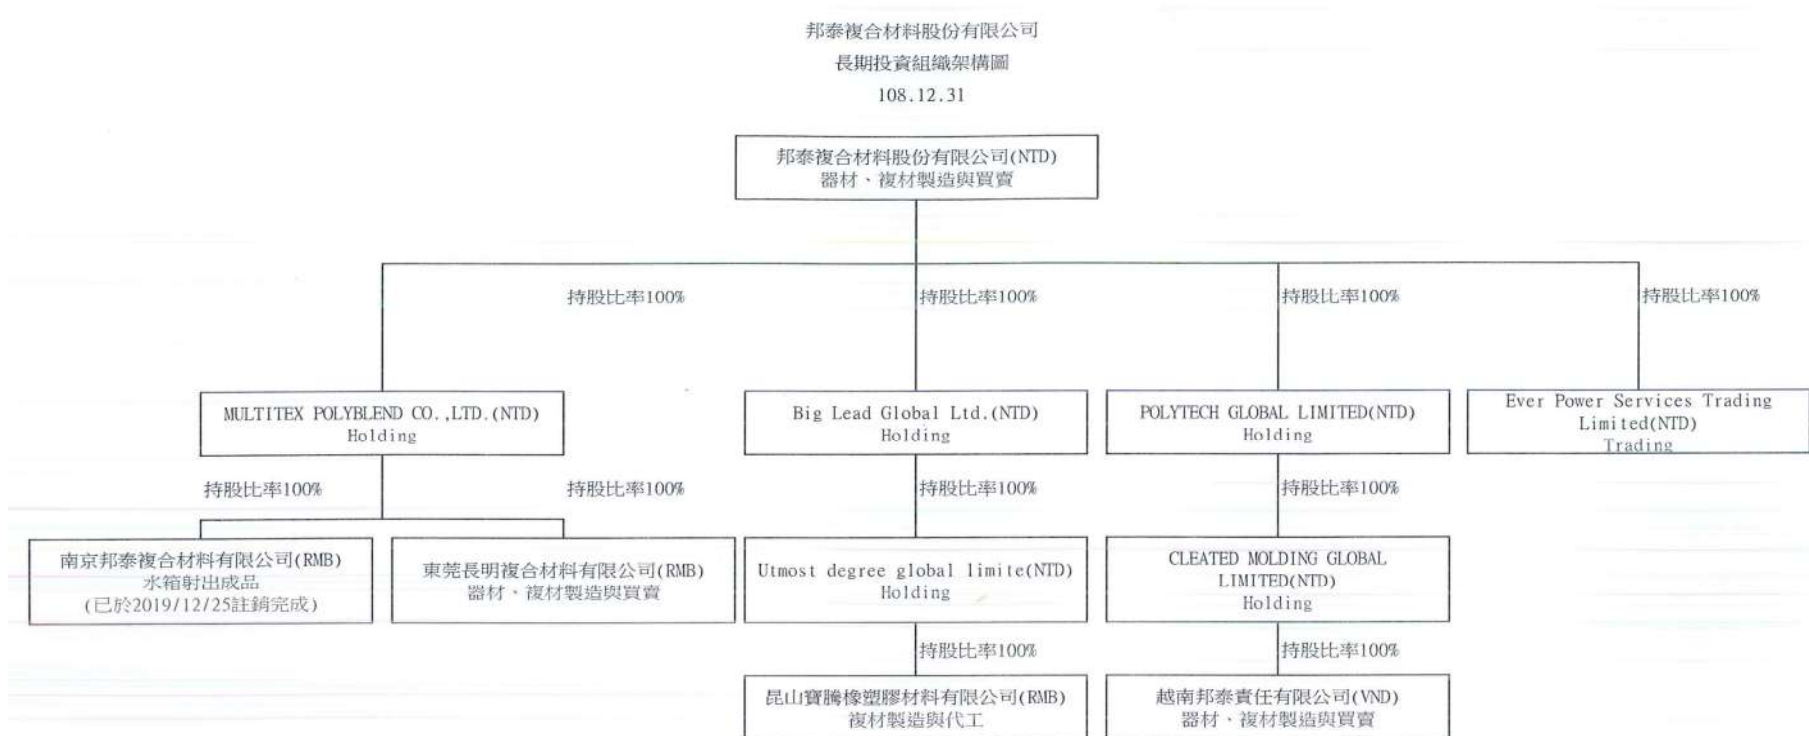 邦泰複合材料股份有限公司
長期投資組織架構圖
108.12.31
邦泰複合材料股份有限公司(NTD)
器材、複材製造與買賣
持股比率100%
持股比率100%
持股比率100%
持股比率100%
MULTITEX POLYBLEND CO.,LTD.(NTD)
Holding
Big Lead Global Ltd.(NTD)
Holding
POLYTECH GLOBAL LIMITED(NTD)
Holding
Ever Power Services Trading
Limited(NTD)
Trading
持股比率100%
持股比率100%
持股比率100%
持股比率100%
南京邦泰複合材料有限公司(RMB)
水箱射出成品
(已於2019/12/25註銷完成)
東莞長明複合材料有限公司(RMB)
器材、複材製造與買賣
Utmost degree global limite(NTD)
Holding
CLEATED MOLDING GLOBAL
LIMITED(NTD)
Holding
持股比率100%
持股比率100%
昆山寶騰橡塑膠材料有限公司(RMB)
複材製造與代工
越南邦泰責任有限公司(VND)
器材、複材製造與買賣